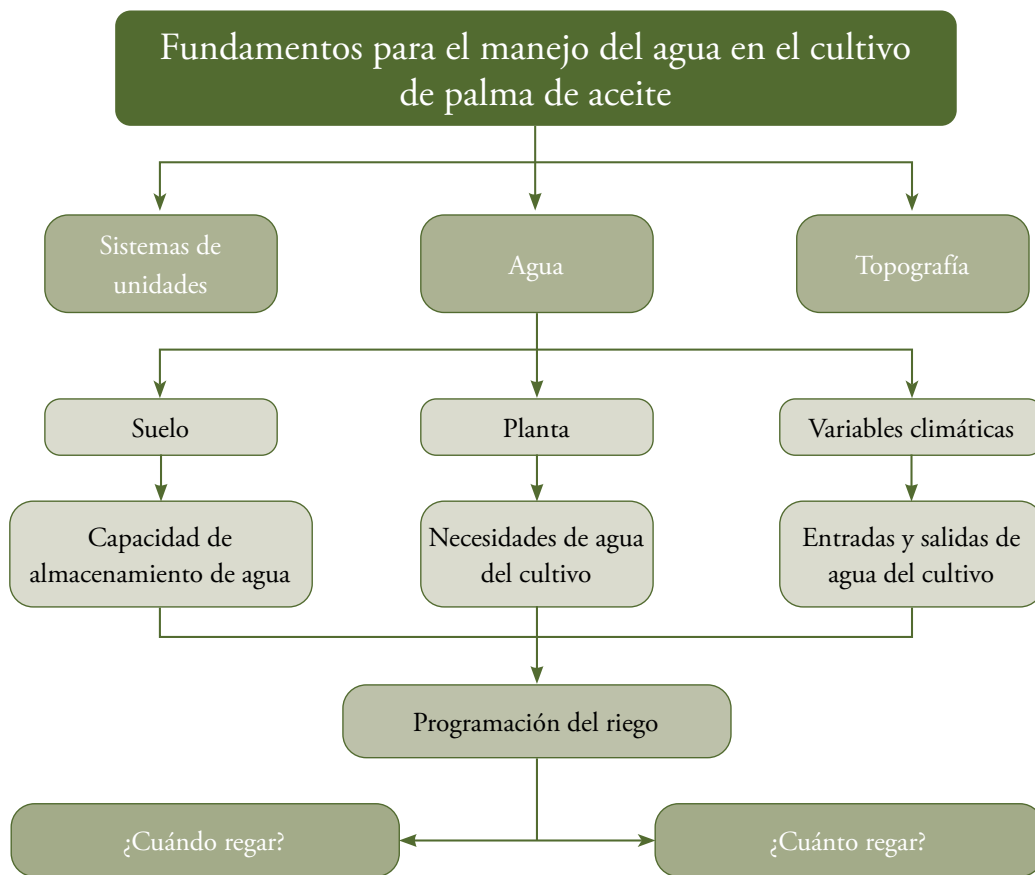 Fundamentos para el manejo del agua en el cultivo
de palma de aceite
Sistemas de
unidades
Agua
Topografía
Suelo
Planta
Variables climáticas
Capacidad de
almacenamiento de agua
Necesidades de agua
del cultivo
Entradas y salidas de
agua del cultivo
Programación del riego
¿Cuándo regar?
¿Cuánto regar?